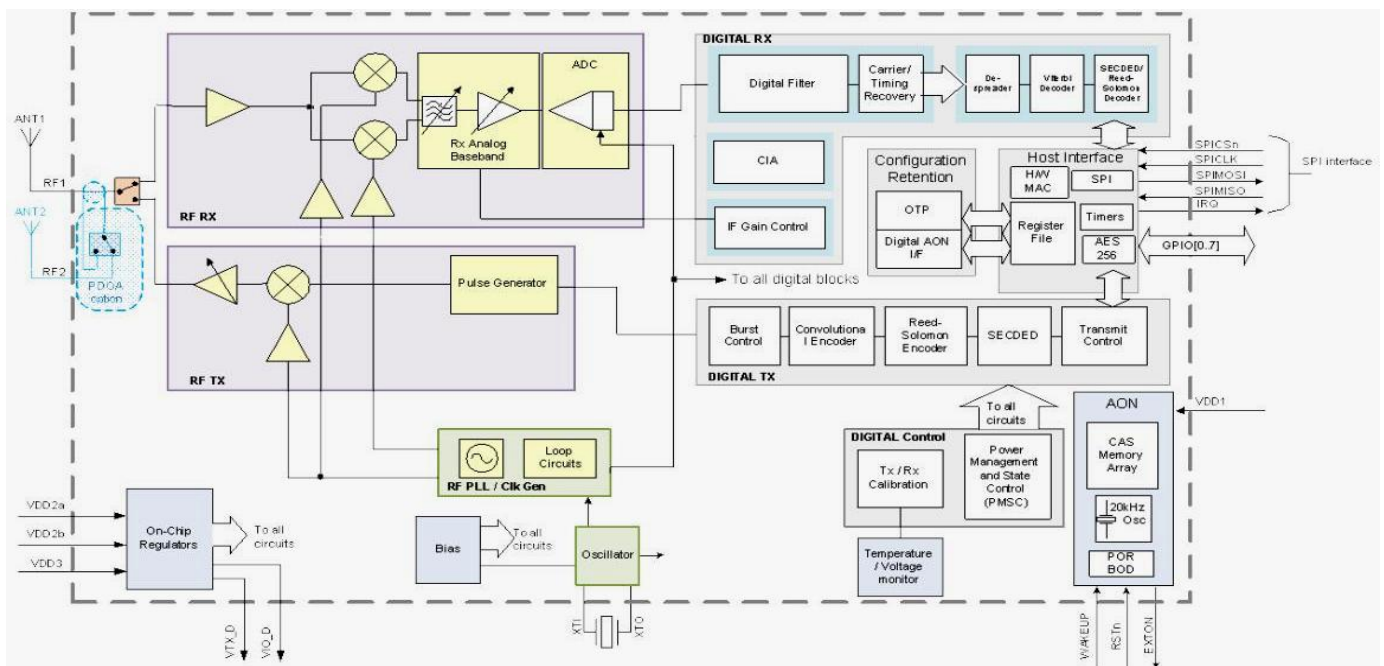 ANT1
RF1
ANT2
RF2
PDOA
option
RF RX
Rx Analog
Baseband
ADC
DIGITAL RX
Digital Filter
Carrier/
Timing
Recovery
De-
spreader
Viterbi
Decoder
SECDED/
Reed-
Solomon
Decoder
CIA
IF Gain Control
Configuration
Retention
OTP
Digital AON
I/F
Host Interface
H/W
MAC
SPI
Register
File
Timers
AES
256
SPICSn
SPICLK
SPIMOSI
SPIMISO
IRQ
SPI interface
GPIO[0..7]
To all digital blocks
RF TX
Pulse Generator
Burst
Control
Convolutiona
l Encoder
Reed-
Solomon
Encoder
SECDED
Transmit
Control
DIGITAL TX
To all
circuits
DIGITAL Control
Tx / Rx
Calibration
Power
Management
and State
Control
(PMSC)
Temperature
/ Voltage
monitor
AON
CAS
Memory
Array
20kHz
Osc
POR
BOD
VDD1
WAKEUP
RSTn
EXTON
Loop
Circuits
RF PLL / Clk Gen
VDD2a
VDD2b
VDD3
On-Chip
Regulators
To all
circuits
VTX_D
VIO_D
Bias
To all
circuits
Oscillator
XTI
XTO